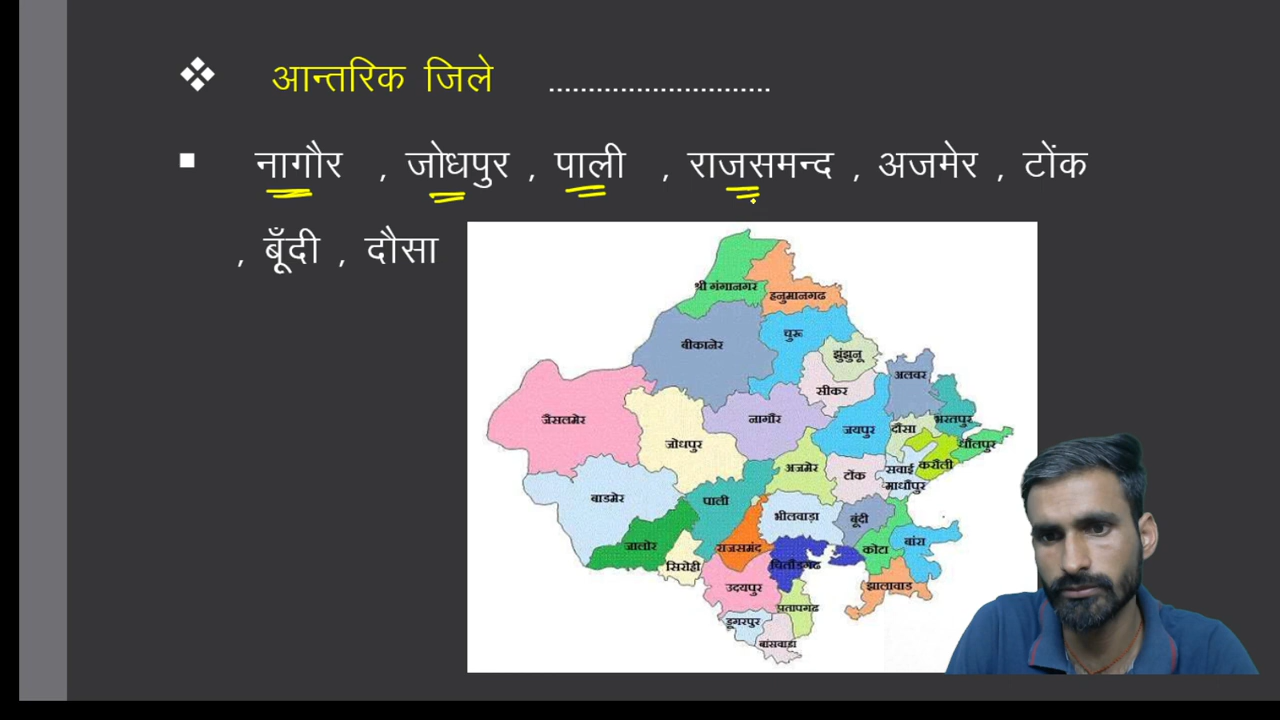 ❖ आन्तरिक जिले ............................
▪ नागौर , जोधपुर , पाली , राजसमन्द , अजमेर , टोंक
, बूँदी , दौसा
श्री गंगानगर
हनुमानगढ
चुरू
बीकानेर
झुंझुनू
अलवर
सीकर
जैसलमेर
नागौर
भरतपुर
जयपुर
दौसा
जोधपुर
धौलपुर
अजमेर
टोंक
सवाई
माधौपुर
करौली
बाडमेर
पाली
भीलवाड़ा
बूंदी
जालोर
राजसमंद
कोटा
बांरा
सिरोही
चितौडगढ
उदयपुर
झालावाड
प्रतापगढ
डूगरपुर
बांसवाडा